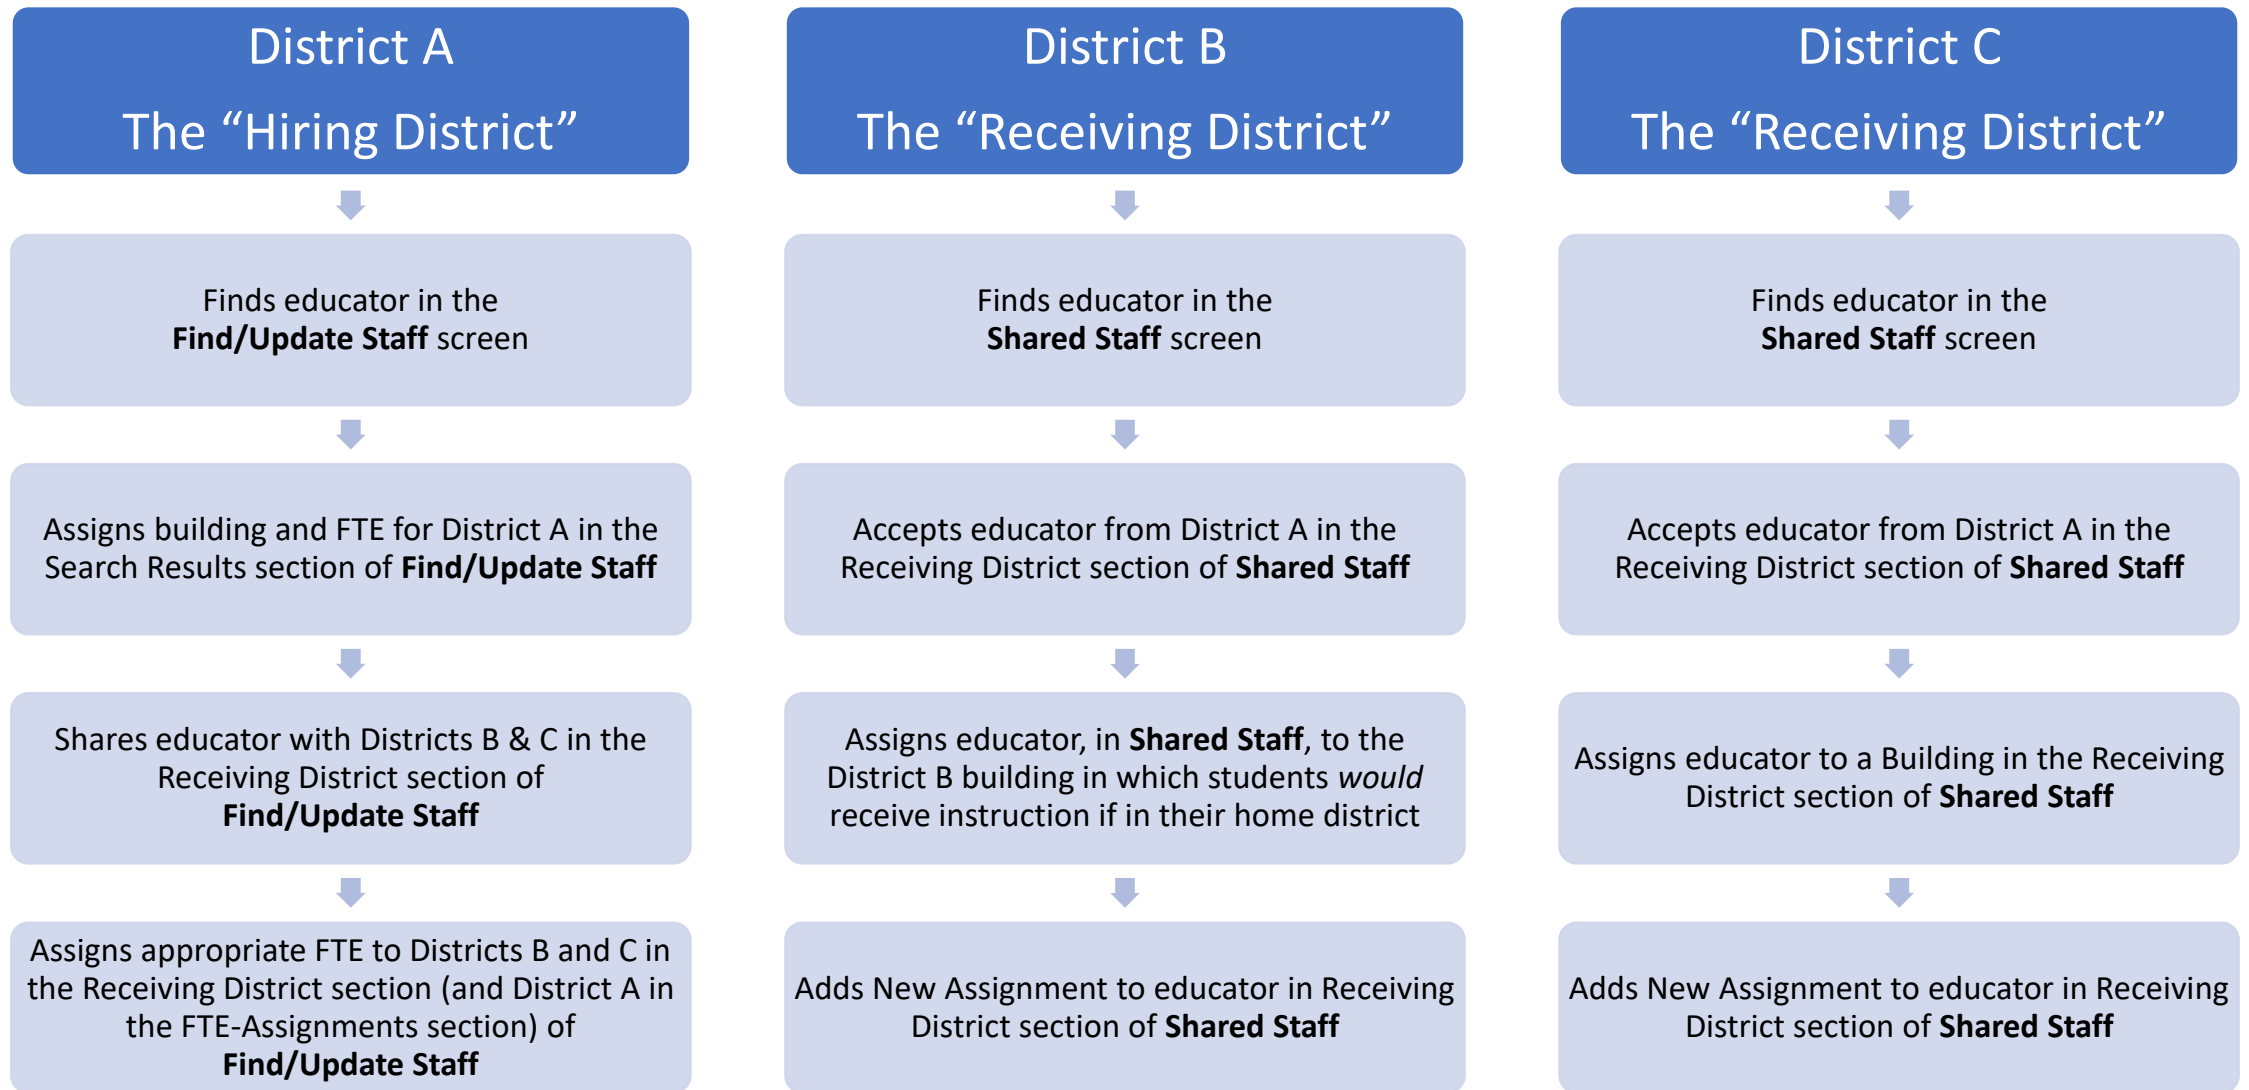 District A
The “Hiring District”
Finds educator in the
Find/Update Staff screen
Assigns building and FTE for District A in the
Search Results section of Find/Update Staff
Shares educator with Districts B & C in the
Receiving District section of
Find/Update Staff
Assigns appropriate FTE to Districts B and C in
the Receiving District section (and District A in
the FTE-Assignments section) of
Find/Update Staff
District B
The “Receiving District”
Finds educator in the
Shared Staff screen
Accepts educator from District A in the
Receiving District section of Shared Staff
Assigns educator, in Shared Staff, to the
District B building in which students would
receive instruction if in their home district
Adds New Assignment to educator in Receiving
District section of Shared Staff
District C
The “Receiving District”
Finds educator in the
Shared Staff screen
Accepts educator from District A in the
Receiving District section of Shared Staff
Assigns educator to a Building in the Receiving
District section of Shared Staff
Adds New Assignment to educator in Receiving
District section of Shared Staff